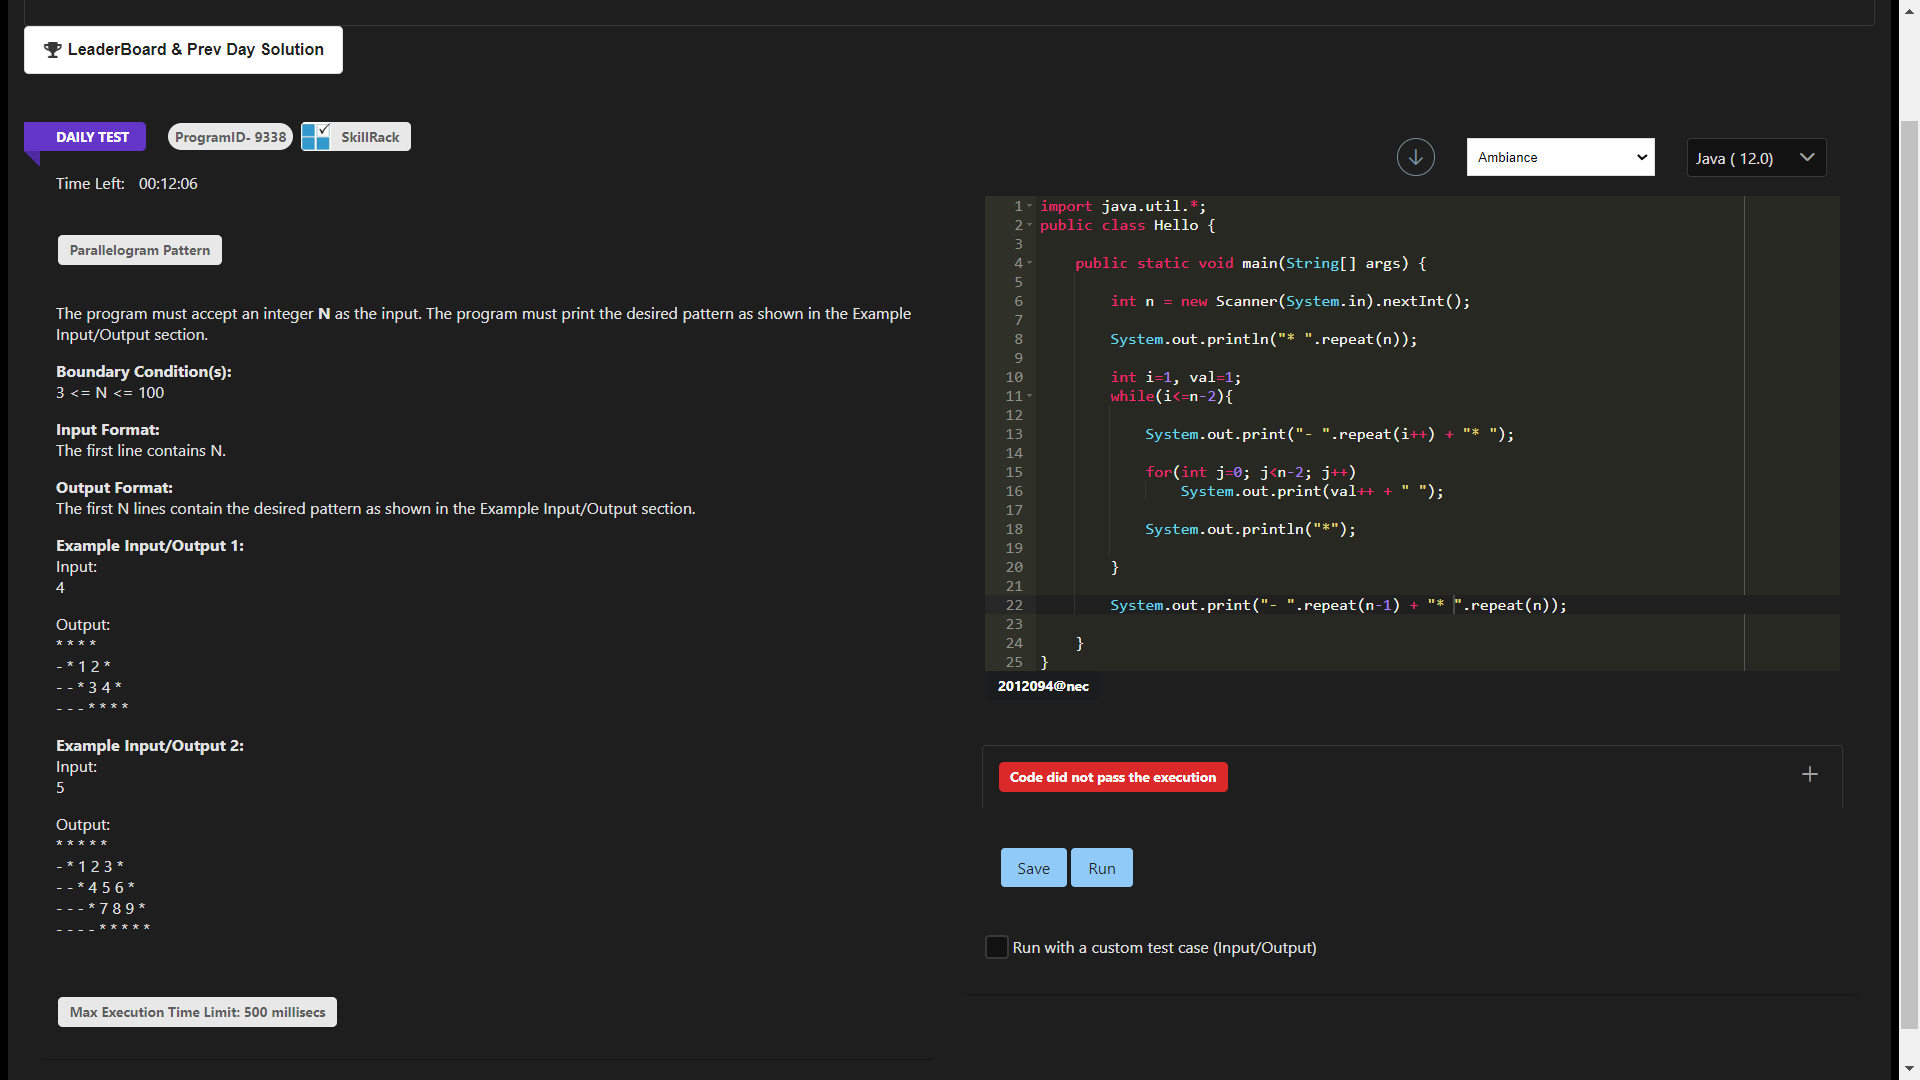 LeaderBoard & Prev Day Solution
DAILY TEST
ProgramID- 9338
SkillRack
Time Left: 00:12:06
Parallelogram Pattern
The program must accept an integer N as the input. The program must print the desired pattern as shown in the Example
Input/Output section.
Boundary Condition(s):
3 <= N <= 100
Input Format:
The first line contains N.
Output Format:
The first N lines contain the desired pattern as shown in the Example Input/Output section.
Example Input/Output 1:
Input:
4
Output:
* * * *
- * 1 2 *
- - * 3 4 *
- - - * * * *
Example Input/Output 2:
Input:
5
Output:
* * * * *
- * 1 2 3 *
- - * 4 5 6 *
- - - * 7 8 9 *
- - - - * * * * *
Max Execution Time Limit: 500 millisecs
Ambiance
Java ( 12.0)
1 import java.util.*;
2 public class Hello {
3
4     public static void main(String[] args) {
5
6         int n = new Scanner(System.in).nextInt();
7
8         System.out.println("* ".repeat(n));
9
10         int i=1, val=1;
11         while(i<=n-2){
12
13             System.out.print("- ".repeat(i++) + "* ");
14
15             for(int j=0; j<n-2; j++)
16                 System.out.print(val++ + " ");
17
18             System.out.println("*");
19
20         }
21
22         System.out.print("- ".repeat(n-1) + "* ".repeat(n));
23
24     }
25 }
2012094@nec
Code did not pass the execution
Save
Run
Run with a custom test case (Input/Output)